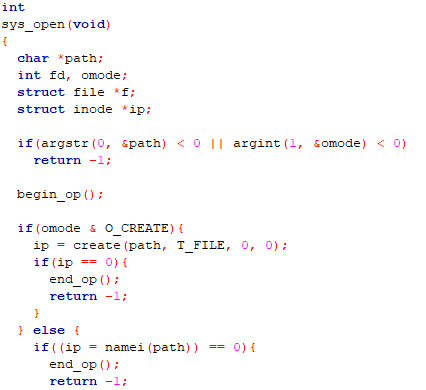 int
sys_open(void)
{
  char *path;
  int fd, omode;
  struct file *f;
  struct inode *ip;

  if(argstr(0, &path) < 0 || argint(1, &omode) < 0)
    return -1;

  begin_op();

  if(omode & O_CREATE){
    ip = create(path, T_FILE, 0, 0);
    if(ip == 0){
      end_op();
      return -1;
    }
  } else {
    if((ip = namei(path)) == 0){
      end_op();
      return -1;